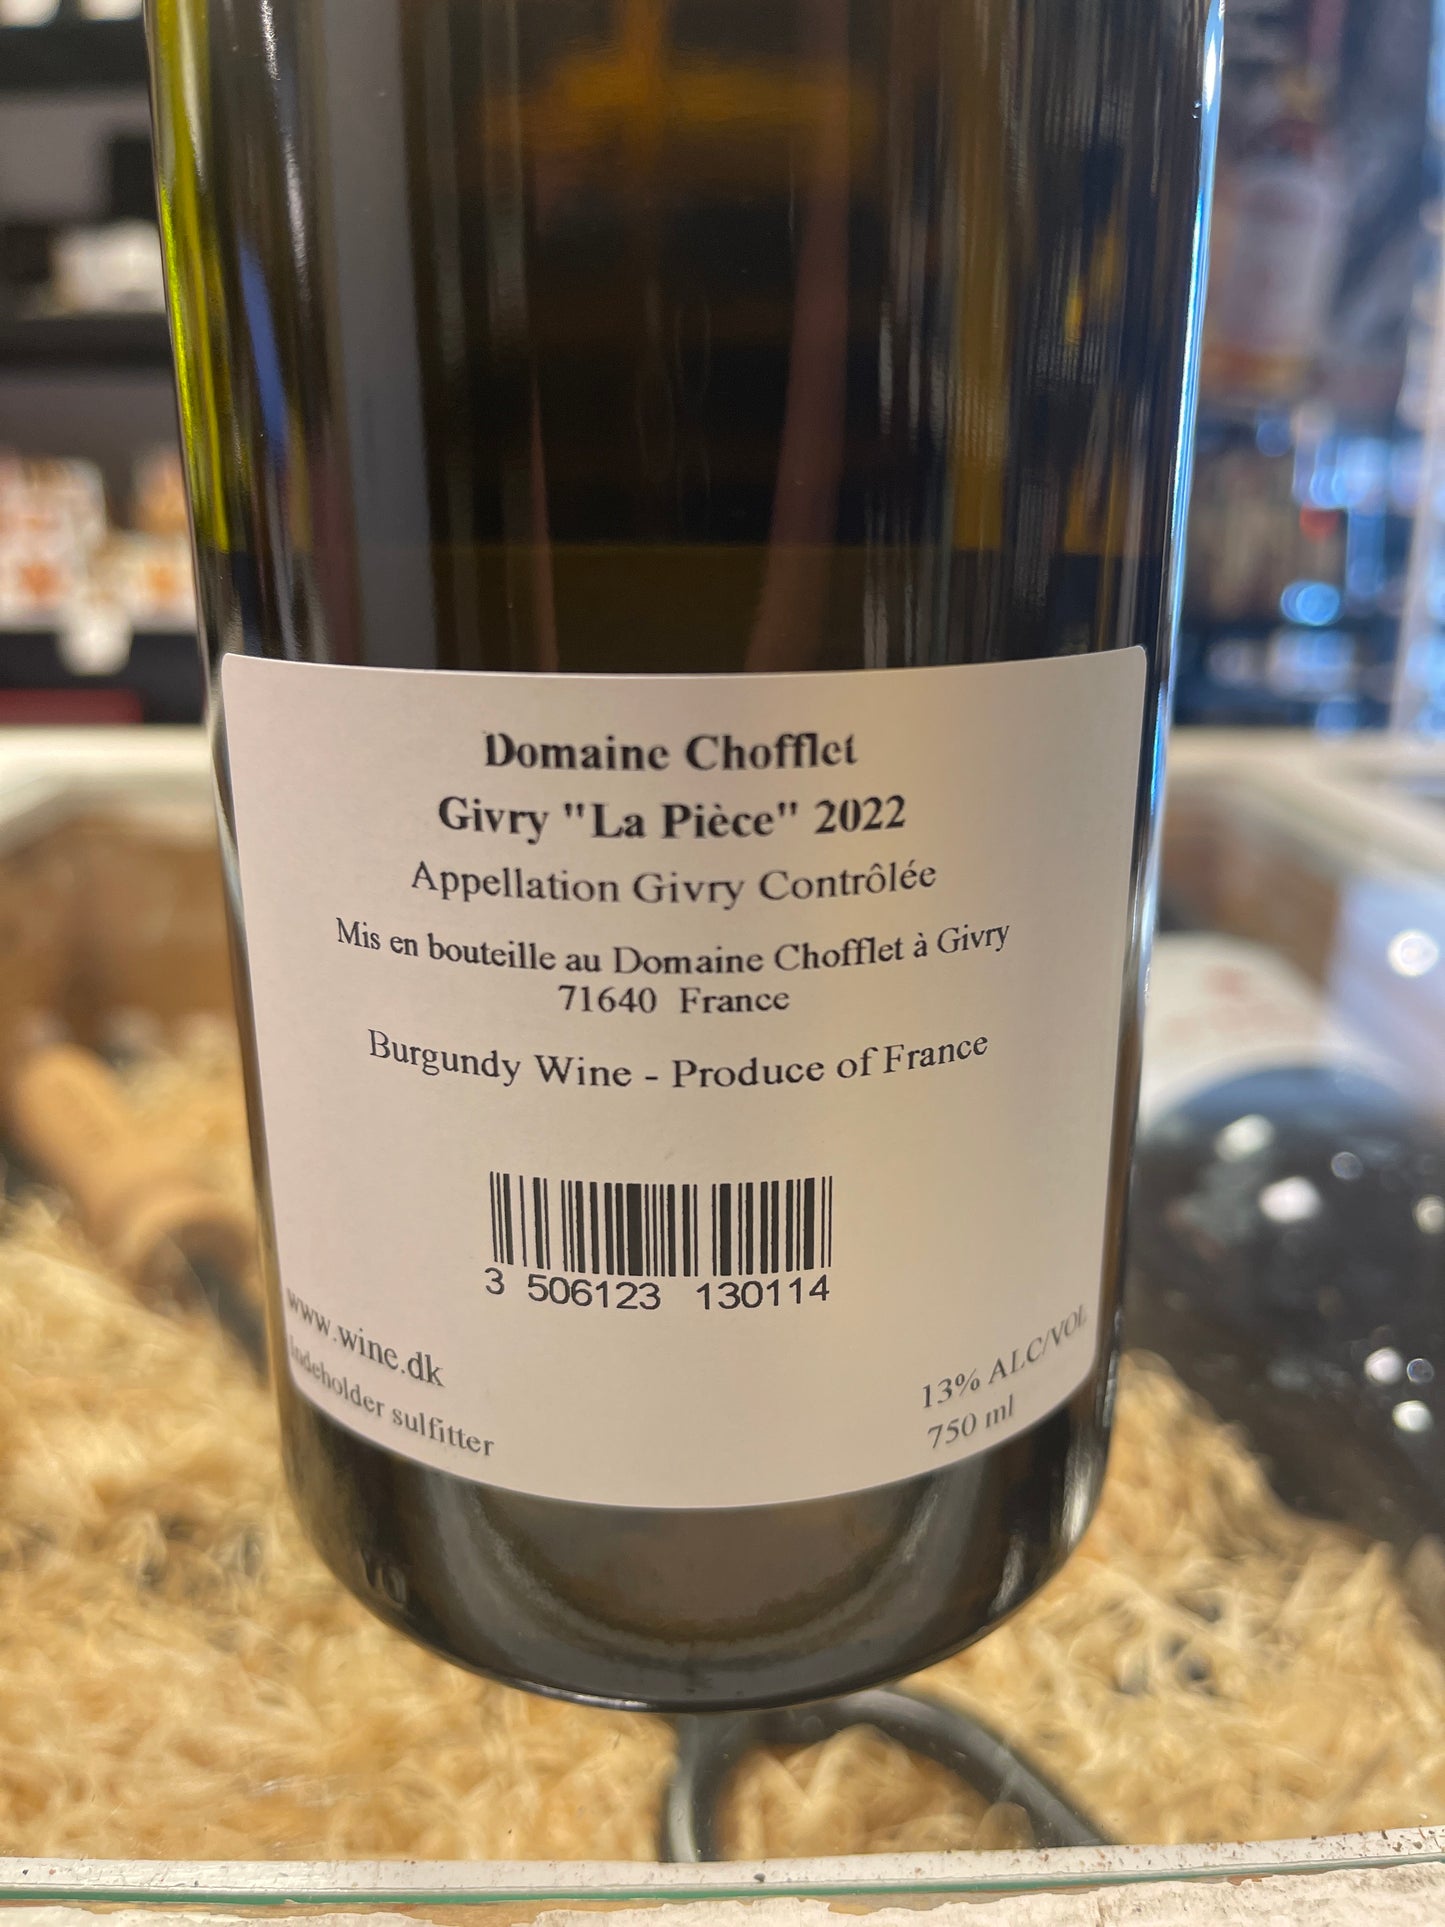 Domaine Chofflet
Givry "La Pièce" 2022
Appellation Givry Contrôlée
Mis en bouteille au Domaine Chofflet à Givry
71640 France
Burgundy Wine - Produce of France
3 506123 130114
www.wine.dk
Indeholder sulfitter
13% ALC/VOL
750 ml